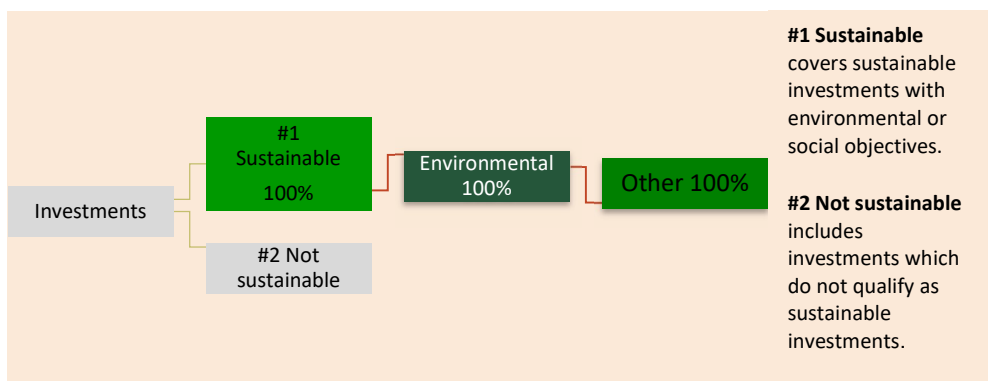 Investments
#1
Sustainable
100%
#2 Not
sustainable
Environmental
100%
Other 100%
#1 Sustainable
covers sustainable
investments with
environmental or
social objectives.
#2 Not sustainable
includes
investments which
do not qualify as
sustainable
investments.